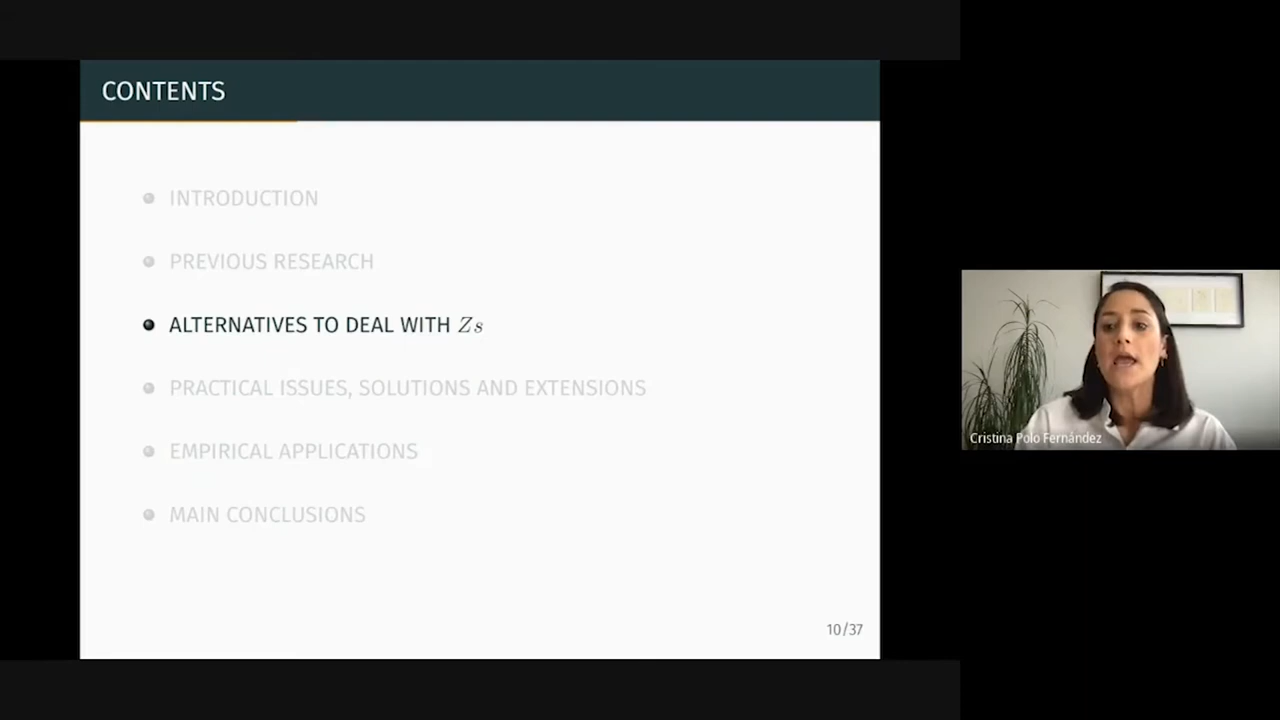 CONTENTS
INTRODUCTION
PREVIOUS RESEARCH
ALTERNATIVES TO DEAL WITH Zs
PRACTICAL ISSUES, SOLUTIONS AND EXTENSIONS
EMPIRICAL APPLICATIONS
MAIN CONCLUSIONS
10/37
Cristina Polo Fernández